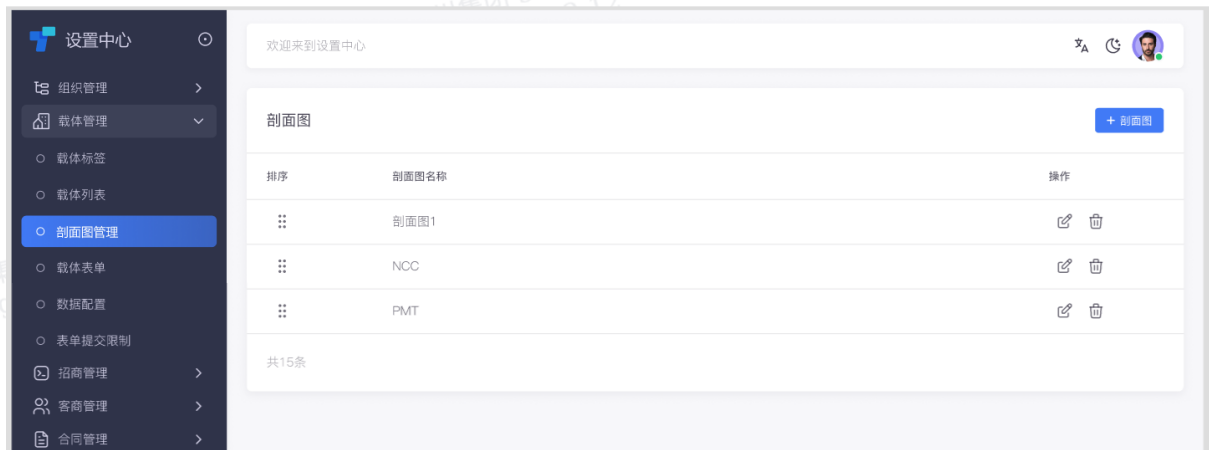 设置中心
欢迎来到设置中心
组织管理
载体管理
载体标签
载体列表
剖面图管理
载体表单
数据配置
表单提交限制
招商管理
客商管理
合同管理
剖面图
+ 剖面图
排序 剖面图名称 操作
剖面图1
NCC
PMT
共15条